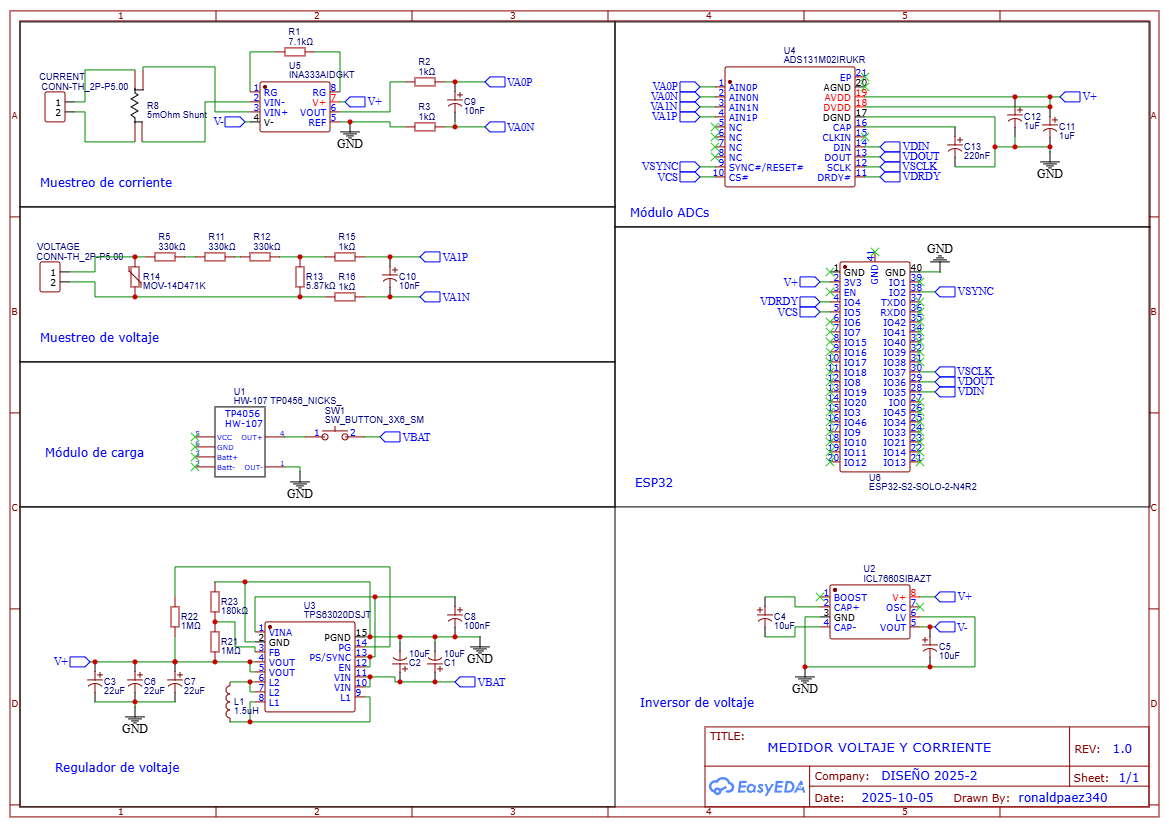 1 2 3 4 5
A
R1
7.1kΩ
U5
INA333AIDGKT
CURRENT
CONN-TH_2P-P5.00
1
2
R8
5mOhm Shunt
V-
1 RG
2 VIN-
3 VIN+
4 V-
RG 8
V+ 7
VOUT 6
REF 5
V+
GND
R2
1kΩ
R3
1kΩ
C9
10nF
VA0P
VA0N
Muestreo de corriente
U4
ADS131M02IRUKR
VA0P
VA0N
VA1N
VA1P
VSYNC
VCS
1 AIN0P
2 AIN0N
3 AIN1N
4 AIN1P
5 NC
6 NC
7 NC
8 NC
9 SYNC#/RESET#
10 CS#
EP 21
AGND 20
AVDD 19
DVDD 18
DGND 17
CAP 16
CLKIN 15
DIN 14
DOUT 13
SCLK 12
DRDY# 11
VDIN
VDOUT
VSCLK
VDRDY
C13
220nF
C12
1uF
C11
1uF
V+
GND
Módulo ADCs
B
VOLTAGE
CONN-TH_2P-P5.00
1
2
R5
330kΩ
R11
330kΩ
R12
330kΩ
R15
1kΩ
R14
MOV-14D471K
R13
5.87kΩ
R16
1kΩ
C10
10nF
VA1P
VA1N
Muestreo de voltaje
V+
VDRDY
VCS
GND
41
GND
1 GND
2 3V3
3 EN
4 IO4
5 IO5
6 IO6
7 IO7
8 IO15
9 IO16
10 IO17
11 IO18
12 IO8
13 IO19
14 IO20
15 IO3
16 IO46
17 IO9
18 IO10
19 IO11
20 IO12
GND 40
IO1 39
IO2 38
TXD0 37
RXD0 36
IO42 35
IO41 34
IO40 33
IO39 32
IO38 31
IO37 30
IO36 29
IO35 28
IO0 27
IO45 26
IO34 25
IO33 24
IO21 23
IO14 22
IO13 21
VSYNC
VSCLK
VDOUT
VDIN
U6
ESP32-S2-SOLO-2-N4R2
ESP32
U1
HW-107 TP0456_NICKS_
TP4056
HW-107
VCC
GND
Batt+
Batt-
OUT+ 4
OUT- 1
SW1
SW_BUTTON_3X6_SM
1 2
VBAT
GND
Módulo de carga
C
R22
1MΩ
R23
180kΩ
R21
1MΩ
U3
TPS63020DSJT
1 VINA
2 GND
3 FB
4 VOUT
5 VOUT
6 L2
7 L2
8 L1
PGND 15
PG 14
PS/SYNC 13
EN 12
VIN 11
VIN 10
L1 9
V+
C3
22uF
C6
22uF
C7
22uF
GND
L1
1.5uH
10uF
C2
10uF
C1
C8
100nF
GND
VBAT
Regulador de voltaje
U2
ICL7660SIBAZT
C4
10uF
1 BOOST
2 CAP+
3 GND
4 CAP-
V+ 8
OSC 7
LV 6
VOUT 5
V+
V-
C5
10uF
GND
Inversor de voltaje
D
TITLE:
MEDIDOR VOLTAJE Y CORRIENTE
REV: 1.0
EasyEDA
Company: DISEÑO 2025-2
Sheet: 1/1
Date: 2025-10-05
Drawn By: ronaldpaez340
1 2 3 4 5